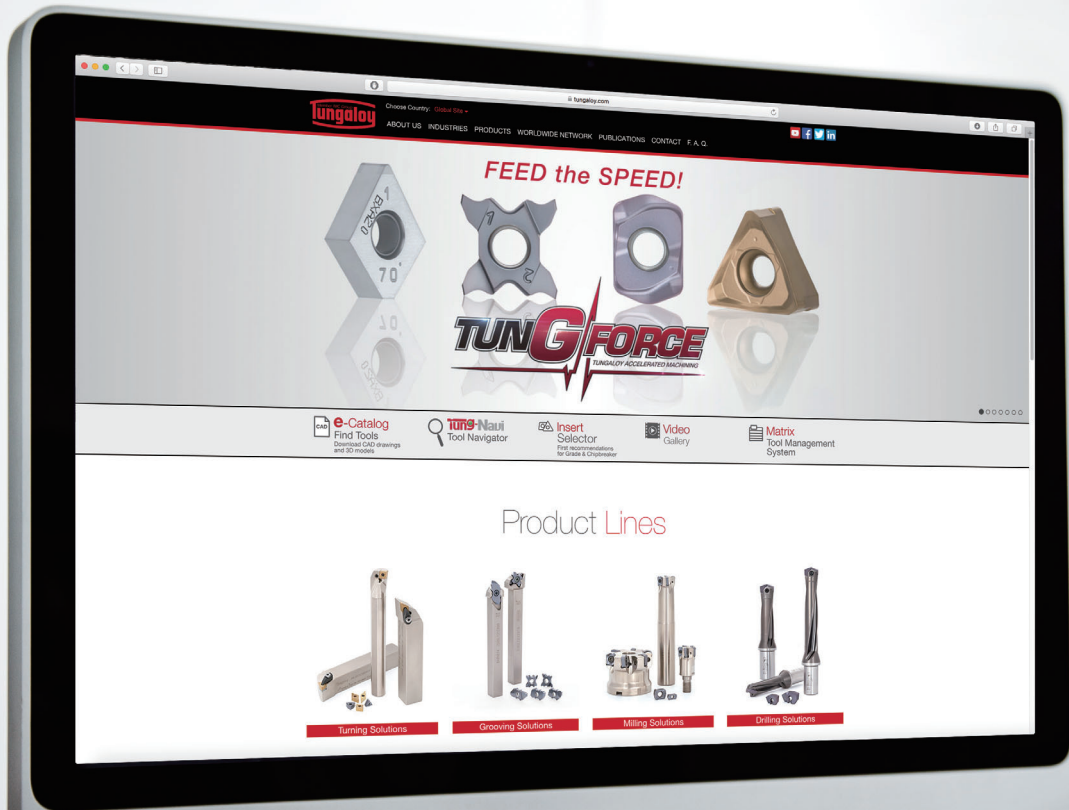 tungaloy.com
Tungaloy
Choose Country: Global Site
ABOUT US INDUSTRIES PRODUCTS WORLDWIDE NETWORK PUBLICATIONS CONTACT F. A. Q.
FEED the SPEED!
1
BXA20
70°
1
2
TUNGFORCE
TUNGALOY ACCELERATED MACHINING
CAD
e-Catalog
Find Tools
Download CAD drawings
and 3D models
Tung-Navi
Tool Navigator
Insert
Selector
First recommendations
for Grade & Chipbreaker
Video
Gallery
Matrix
Tool Management
System
Product Lines
Turning Solutions
Grooving Solutions
Milling Solutions
Drilling Solutions